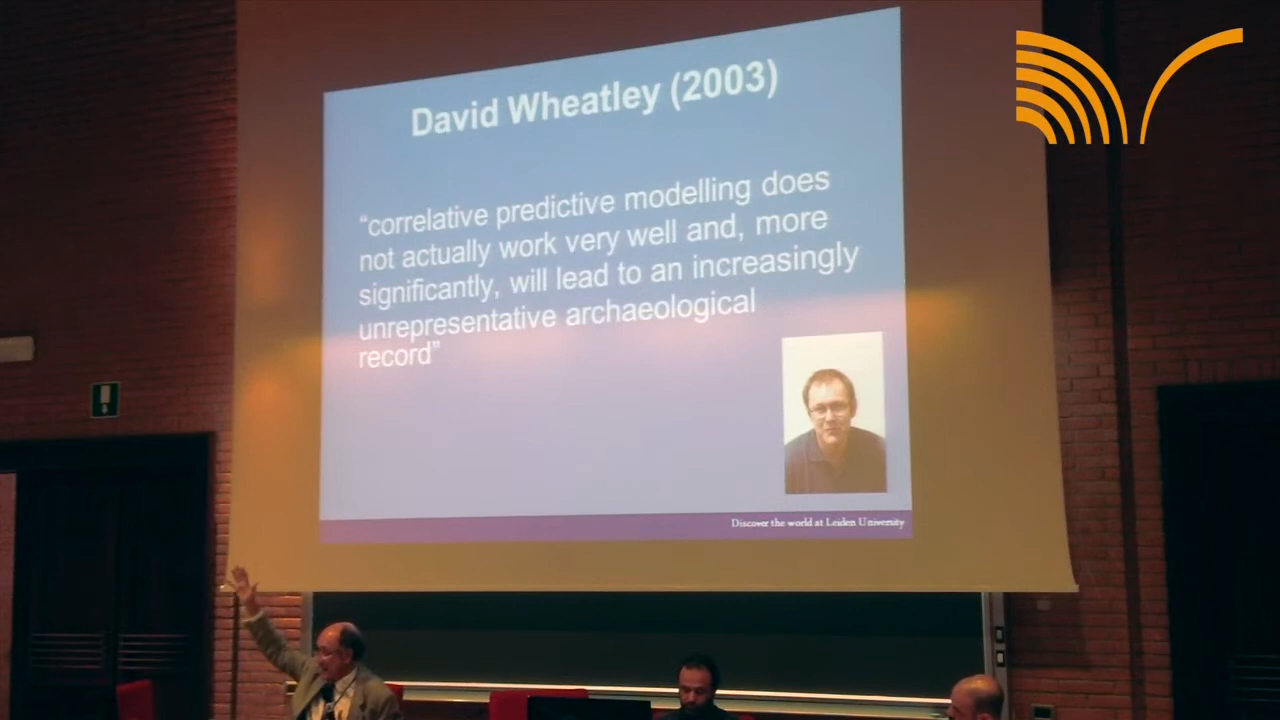 David Wheatley (2003)
“correlative predictive modelling does
not actually work very well and, more
significantly, will lead to an increasingly
unrepresentative archaeological
record”
Discover the world at Leiden University